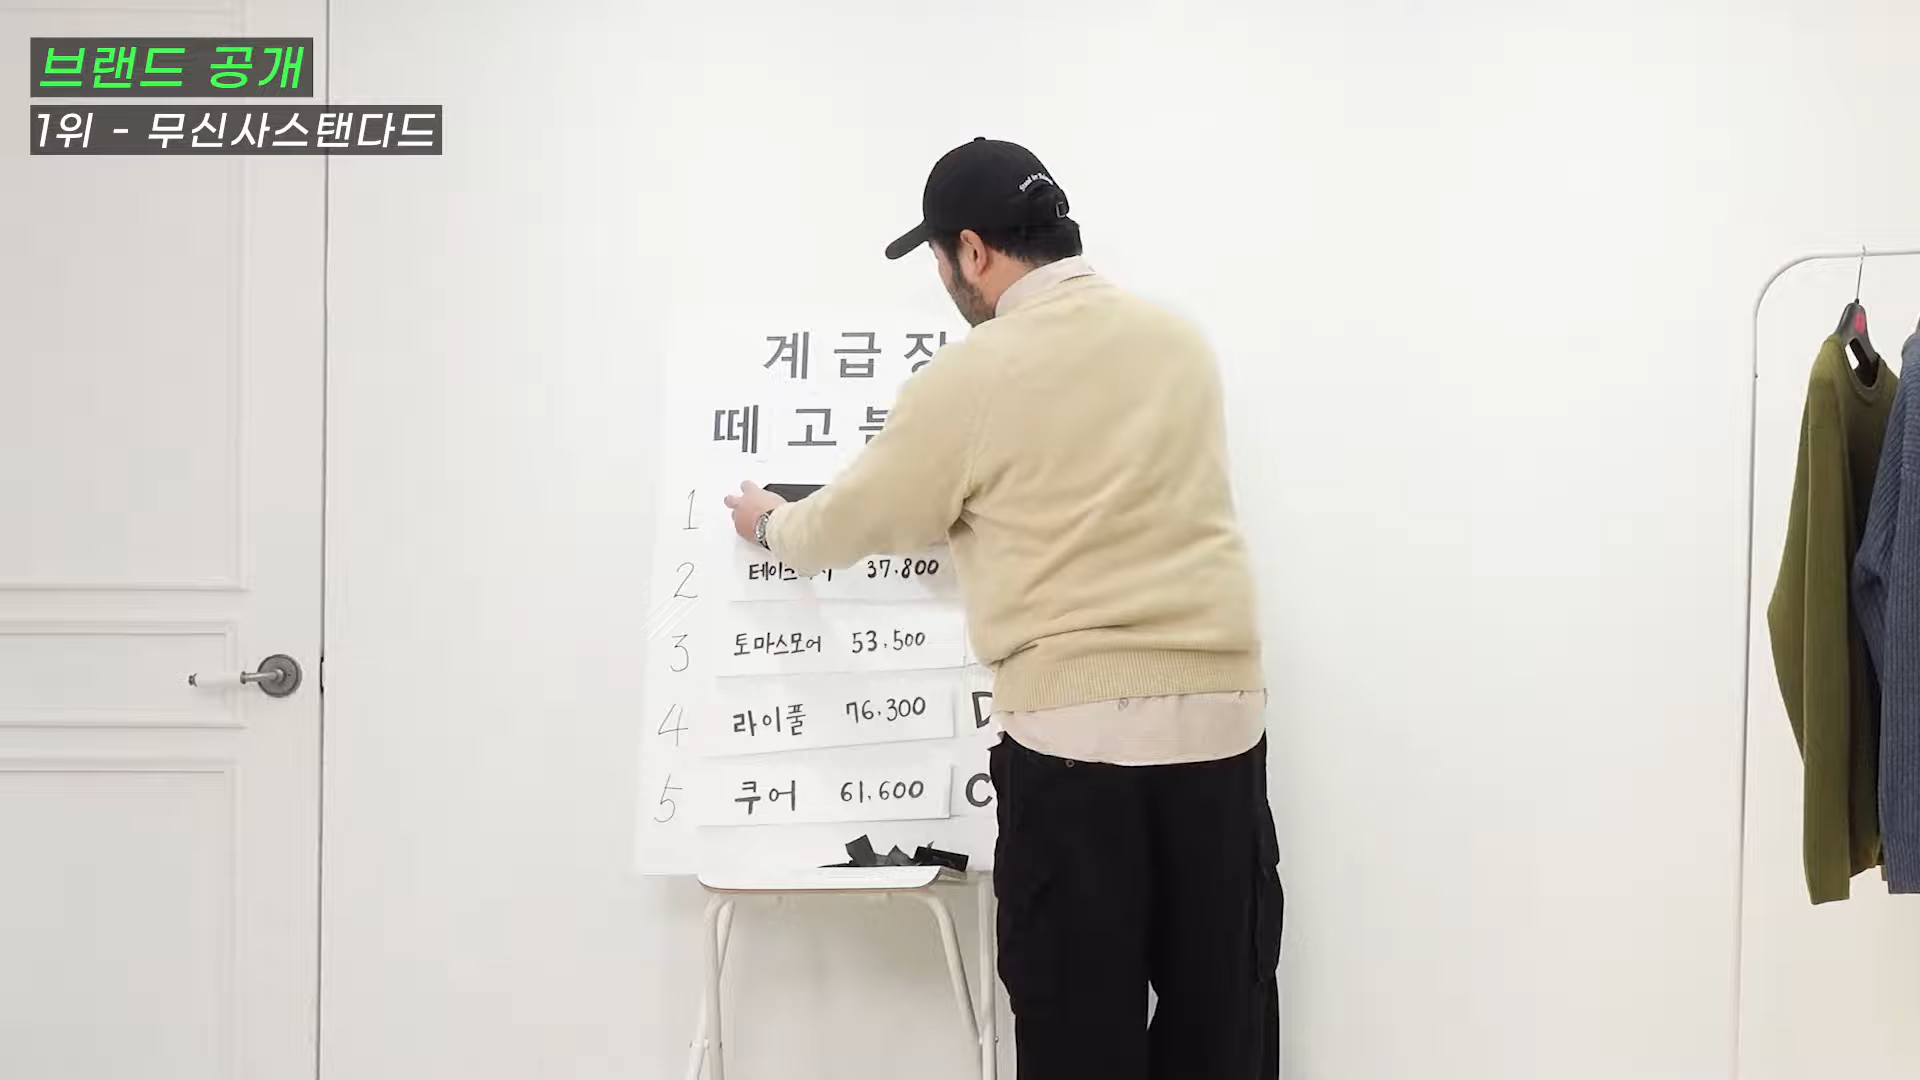 브랜드 공개
1위 - 무신사스탠다드
계급
떼고
1
2 37.800
3 토마스모어 53,500
4 라이풀 76.300 D
5 쿠어 61,600 C